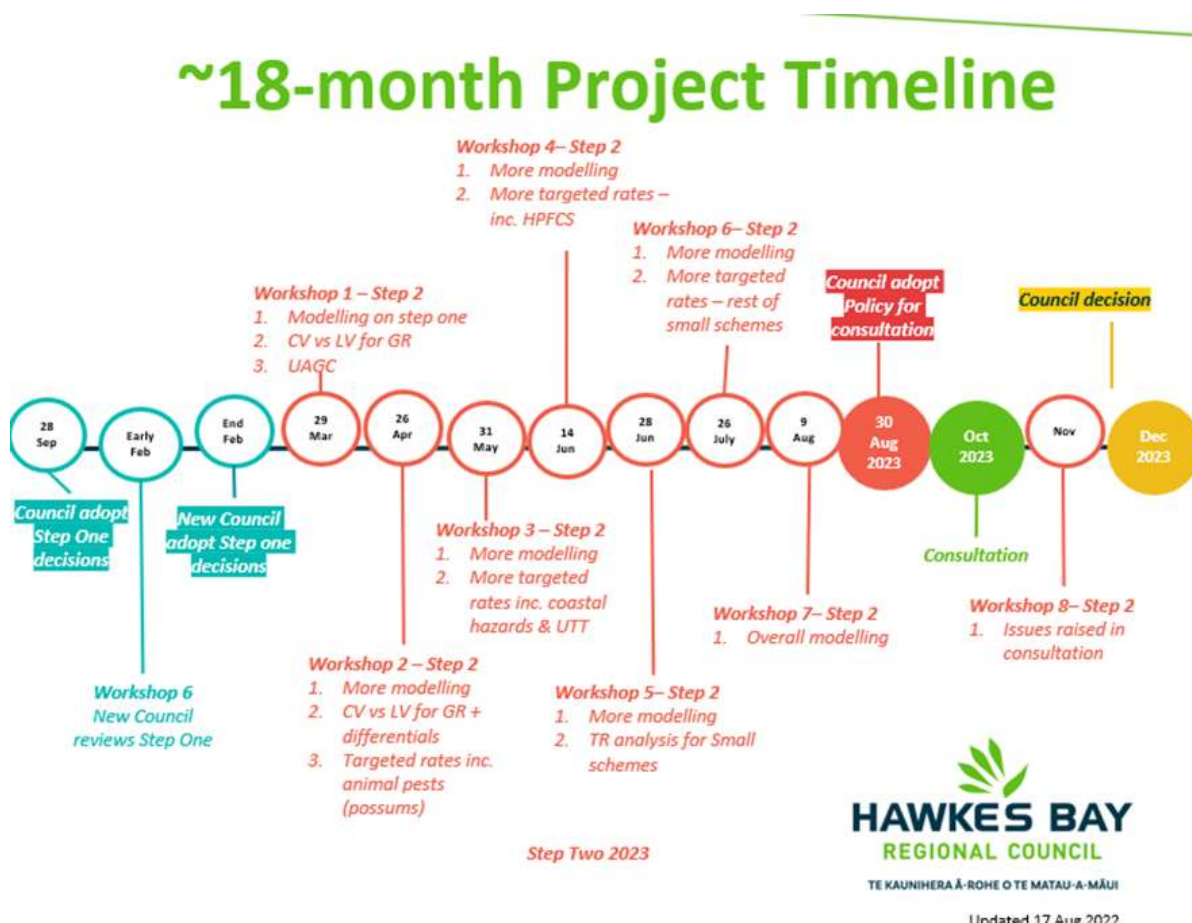 ~18-month Project Timeline
Workshop 4– Step 2
1. More modelling
2. More targeted rates –
inc. HPFCS
Workshop 6– Step 2
1. More modelling
2. More targeted
rates – rest of
small schemes
Council adopt
Policy for
consultation
Council decision
Workshop 1 – Step 2
1. Modelling on step one
2. CV vs LV for GR
3. UAGC
28
Sep
Early
Feb
End
Feb
29
Mar
26
Apr
31
May
14
Jun
28
Jun
26
July
9
Aug
30
Aug
2023
Oct
2023
Nov
Dec
2023
Council adopt
Step One
decisions
New Council
adopt Step one
decisions
Workshop 3 – Step 2
1. More modelling
2. More targeted
rates inc. coastal
hazards & UTT
Consultation
Workshop 7– Step 2
1. Overall modelling
Workshop 8– Step 2
1. Issues raised in
consultation
Workshop 6
New Council
reviews Step One
Workshop 2 – Step 2
1. More modelling
2. CV vs LV for GR +
differentials
3. Targeted rates inc.
animal pests
(possums)
Workshop 5– Step 2
1. More modelling
2. TR analysis for Small
schemes
Step Two 2023
HAWKES BAY
REGIONAL COUNCIL
TE KAUNIHERA Ā-ROHE O TE MATAU-A-MĀUI
Updated 17 Aug 2022